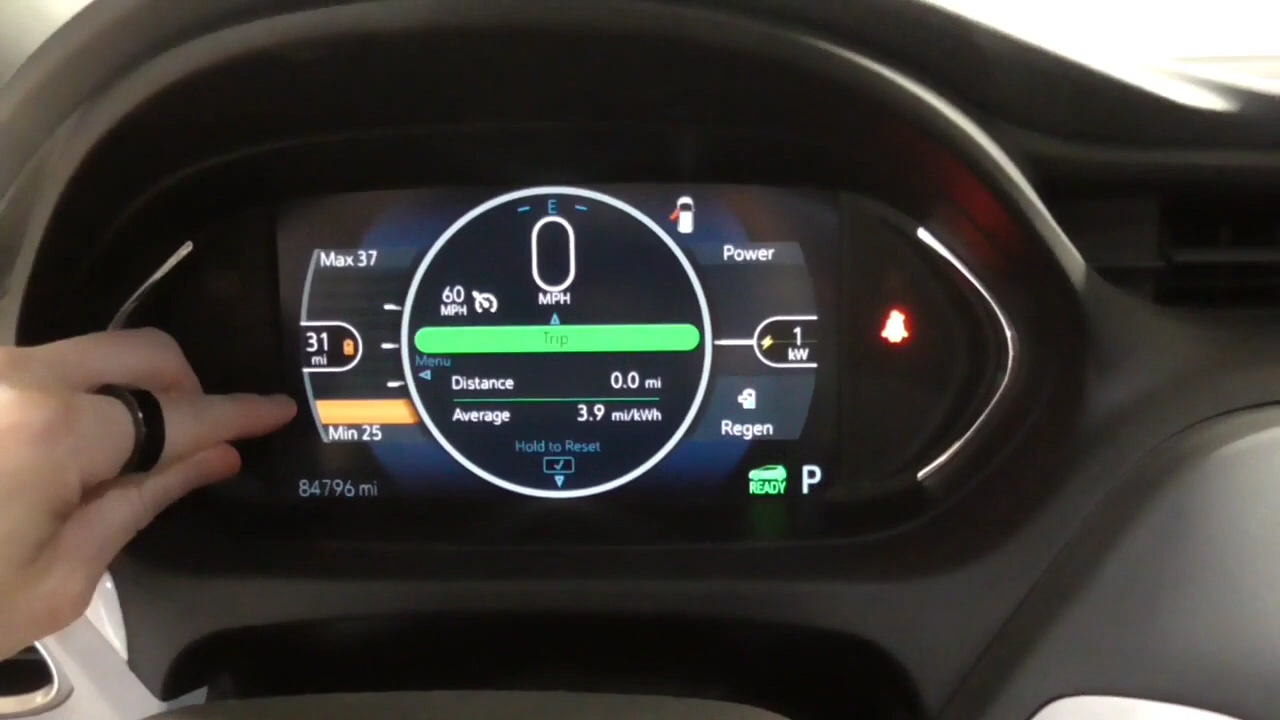 E
0
MPH
60
MPH
Max 37
Power
31
mi
Trip
1
kW
Menu
Distance 0.0 mi
Average 3.9 mi/kWh
Min 25
Regen
Hold to Reset
84796 mi
READY
P